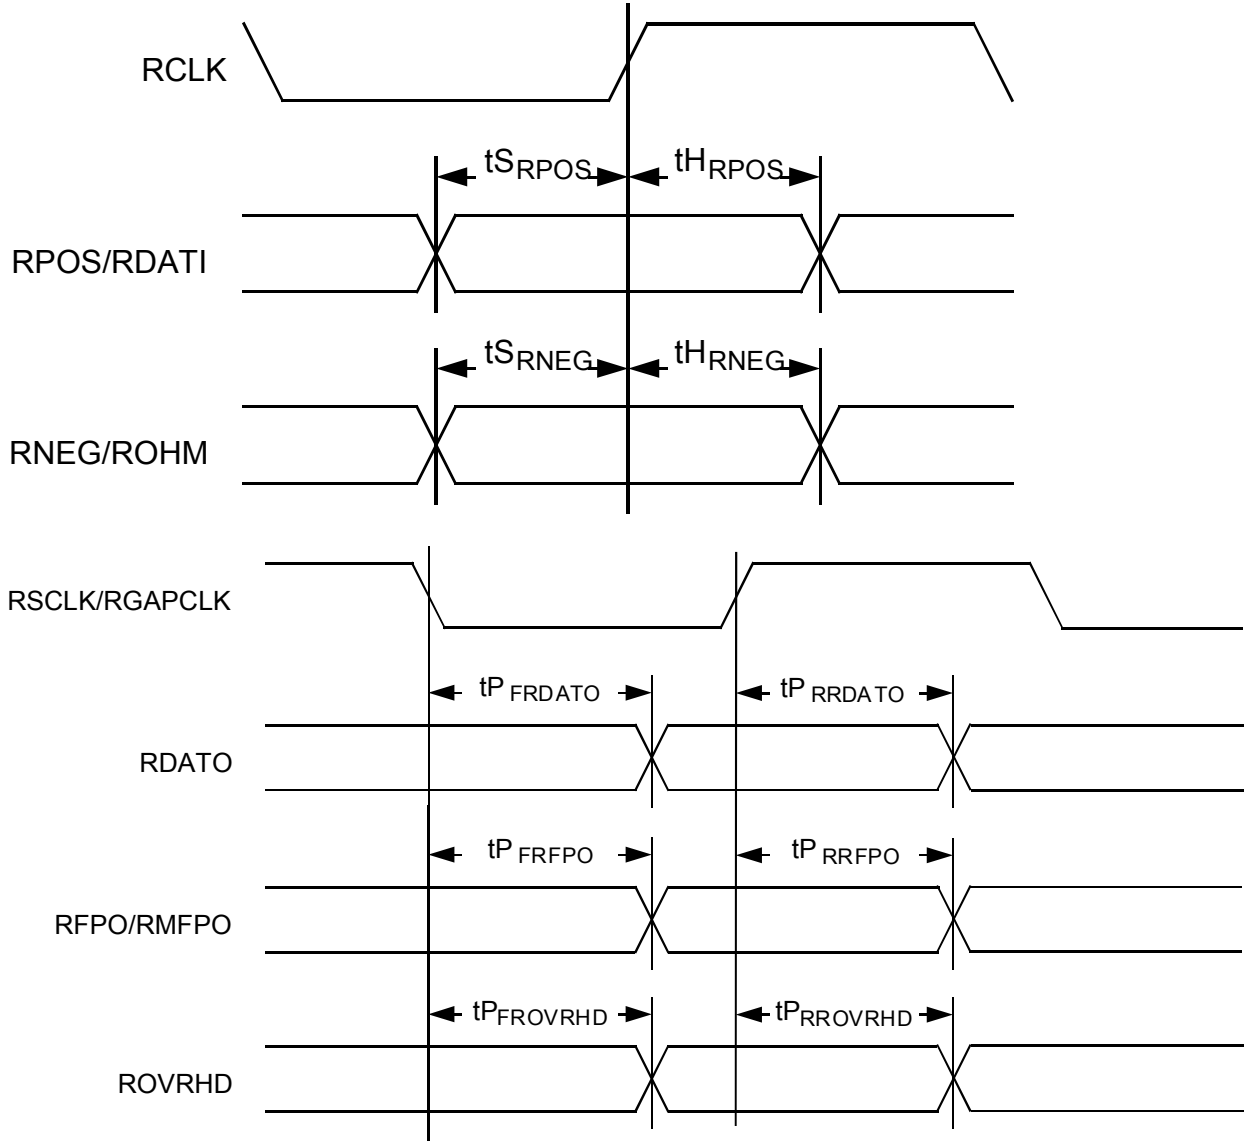 RCLK
tSRPOS tHRPOS
RPOS/RDATI
tSRNEG tHRNEG
RNEG/ROHM
RSCLK/RGAPCLK
tP FRDATO tP RRDATO
RDATO
tP FRFPO tP RRFPO
RFPO/RMFPO
tPFROVRHD tPRROVRHD
ROVRHD